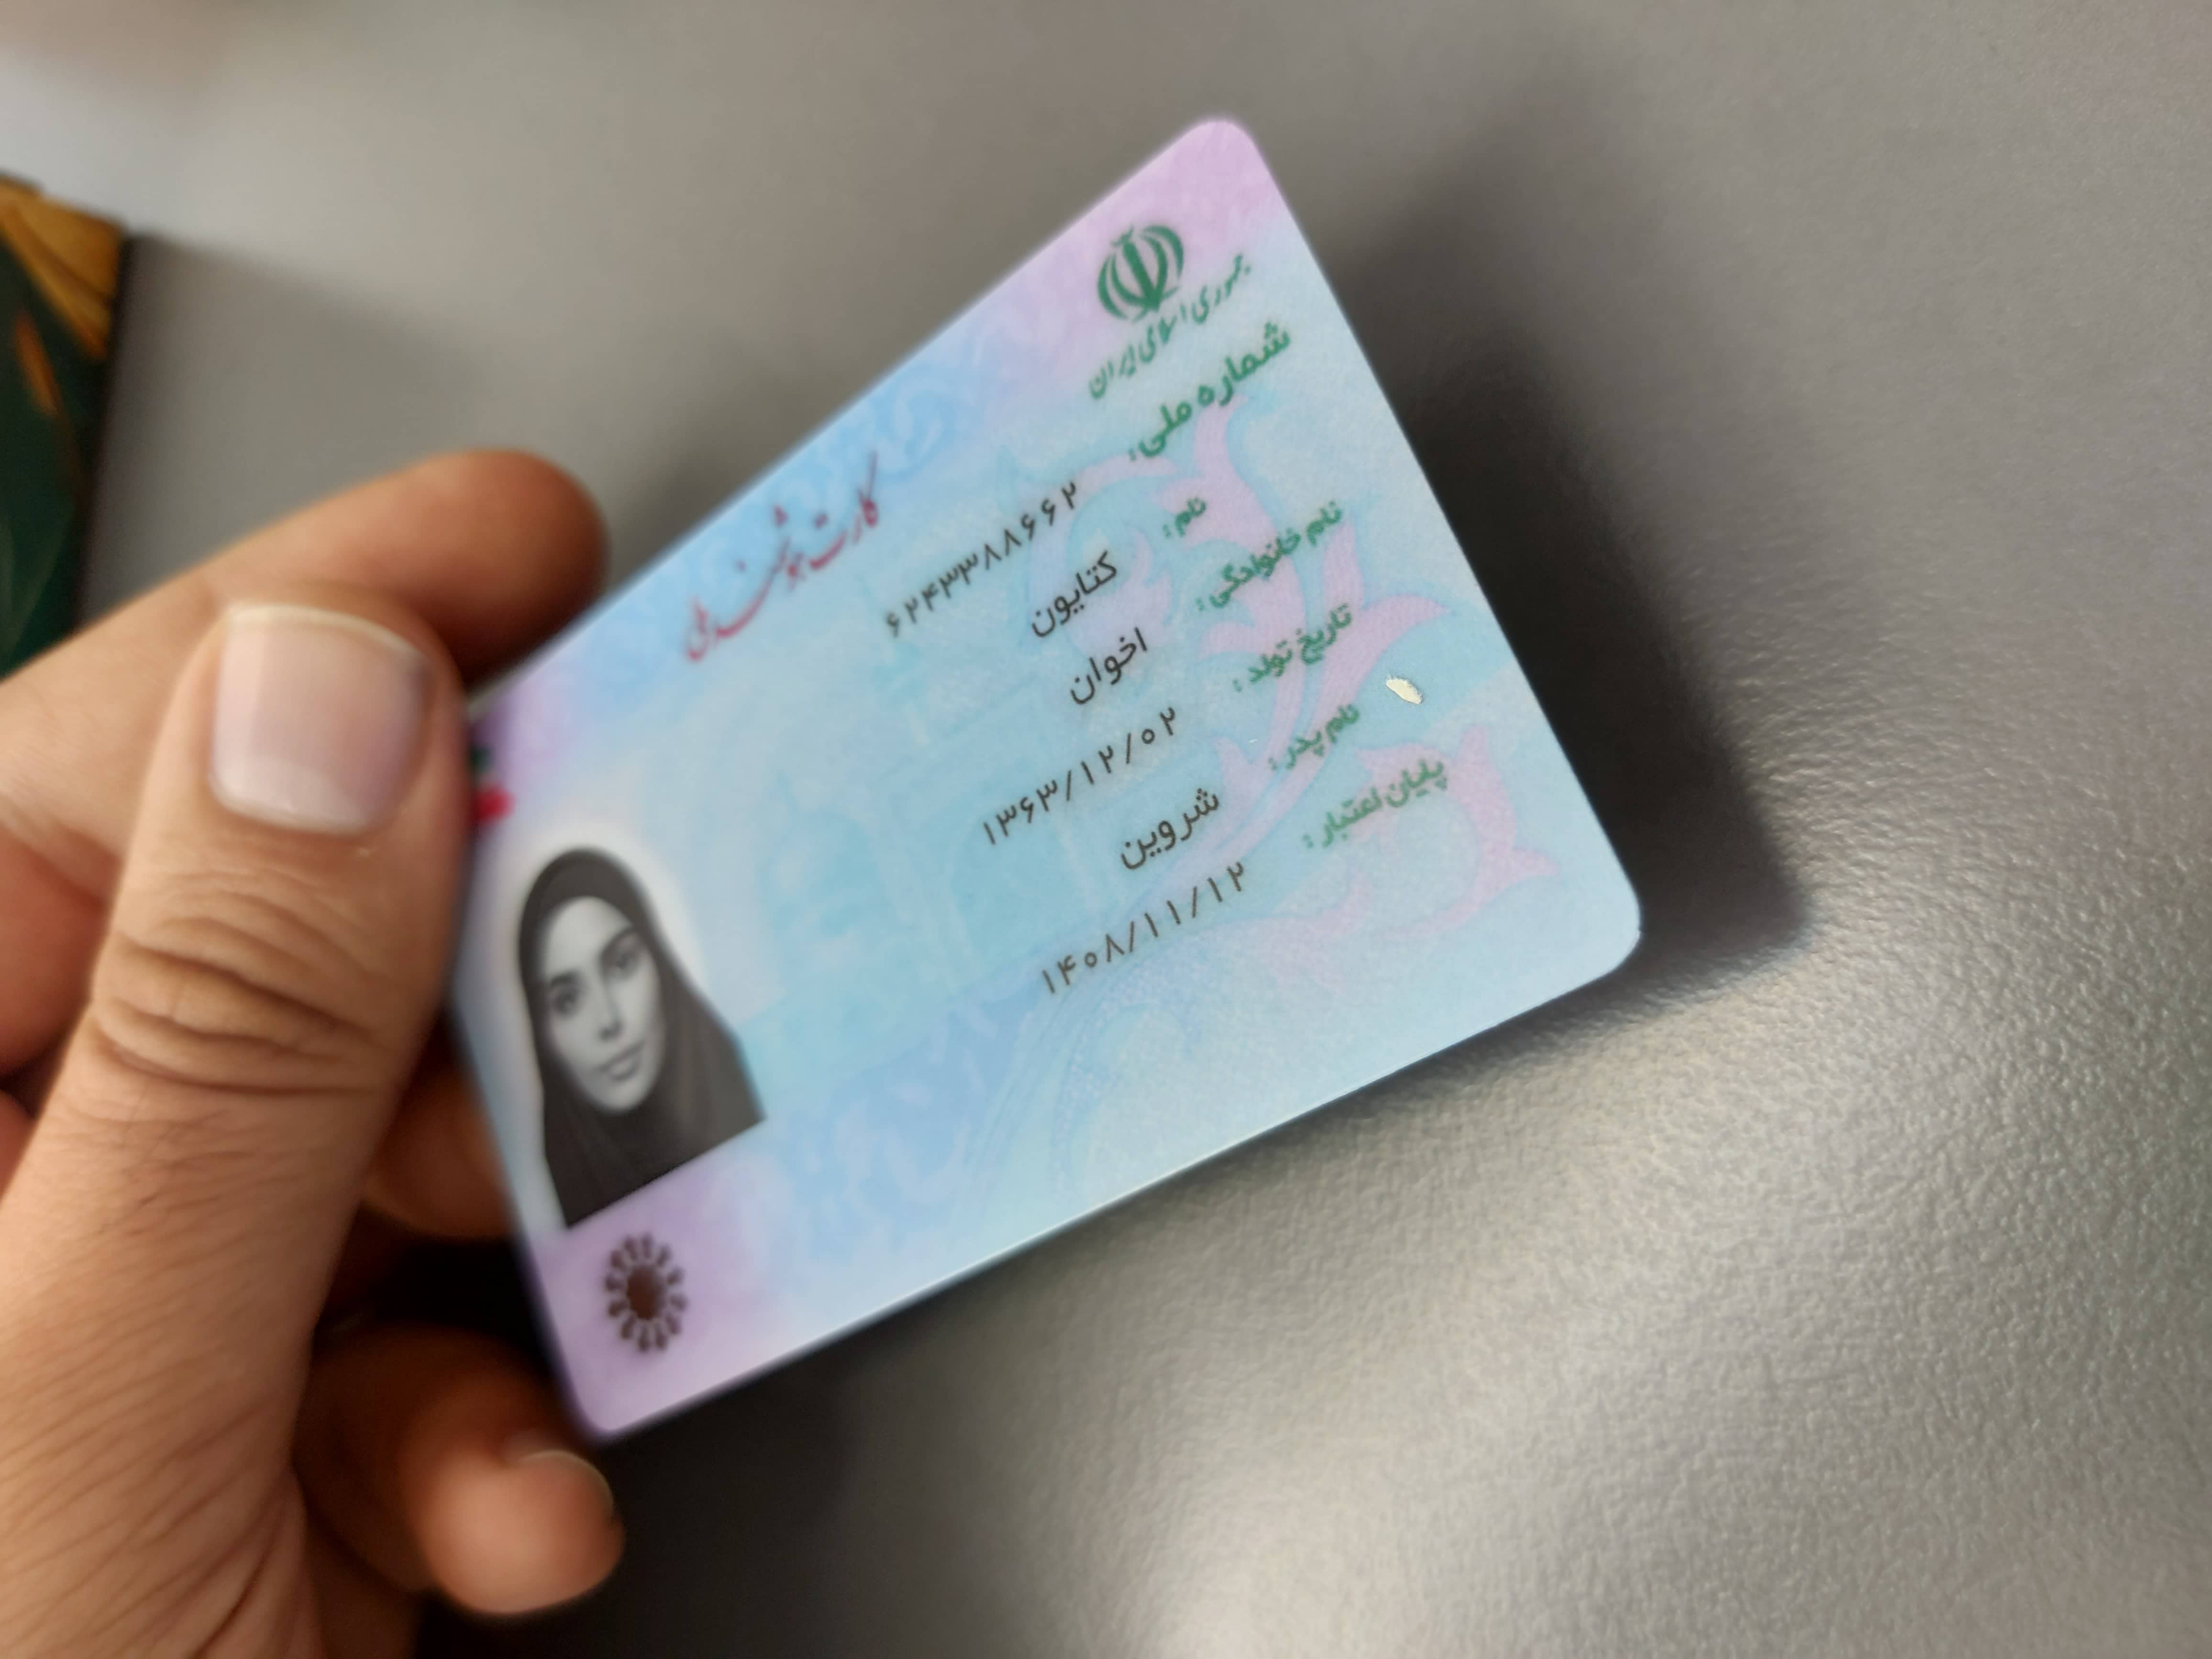 جمهوری اسلامی ایران
کارت هوشمند ملی
شماره ملی: ۶۲۴۳۳۸۸۶۶۲
نام: کتایون
نام خانوادگی: اخوان
تاریخ تولد: ۱۳۶۳/۱۲/۰۲
نام پدر: شروین
پایان اعتبار: ۱۴۰۸/۱۱/۱۲